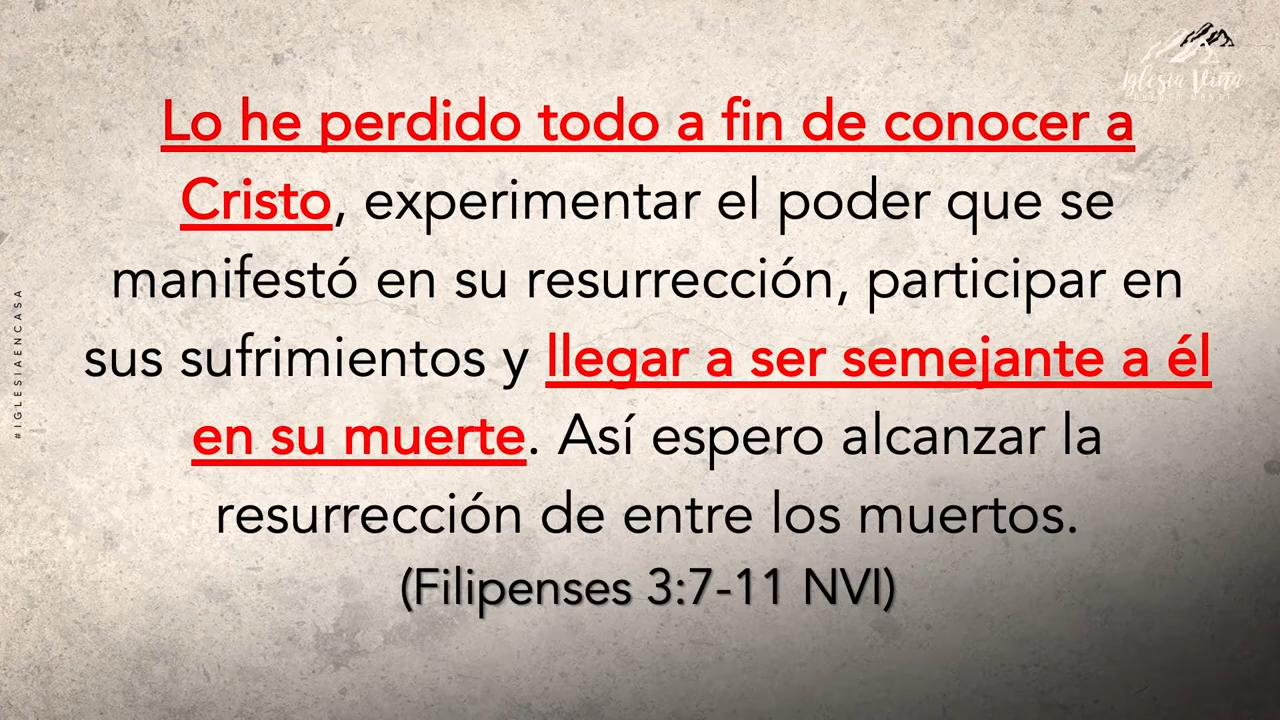 Iglesia Viña
Lo he perdido todo a fin de conocer a
Cristo, experimentar el poder que se
manifestó en su resurrección, participar en
sus sufrimientos y llegar a ser semejante a él
en su muerte. Así espero alcanzar la
resurrección de entre los muertos.
(Filipenses 3:7-11 NVI)
#IGLESIAENCASA